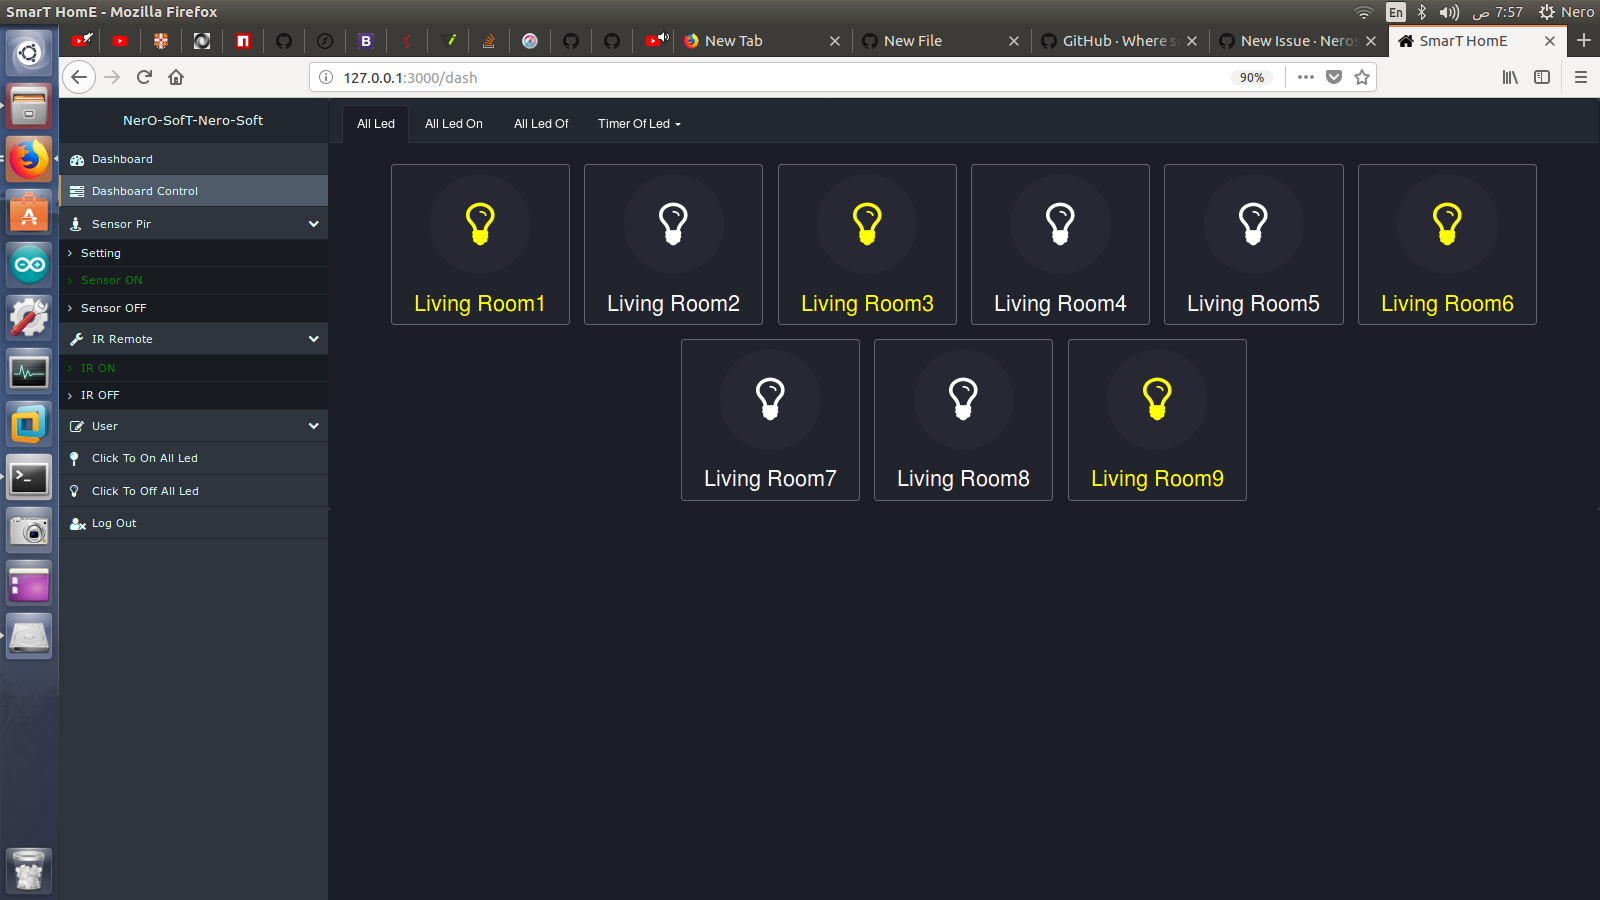 SmarT HomE - Mozilla Firefox
En
ص 7:57
Nero
New Tab
New File
GitHub · Where s
New Issue · Neros
SmarT HomE
127.0.0.1:3000/dash
90%
NerO-SofT-Nero-Soft
Dashboard
Dashboard Control
Sensor Pir
Setting
Sensor ON
Sensor OFF
IR Remote
IR ON
IR OFF
User
Click To On All Led
Click To Off All Led
Log Out
All Led
All Led On
All Led Of
Timer Of Led
Living Room1
Living Room2
Living Room3
Living Room4
Living Room5
Living Room6
Living Room7
Living Room8
Living Room9